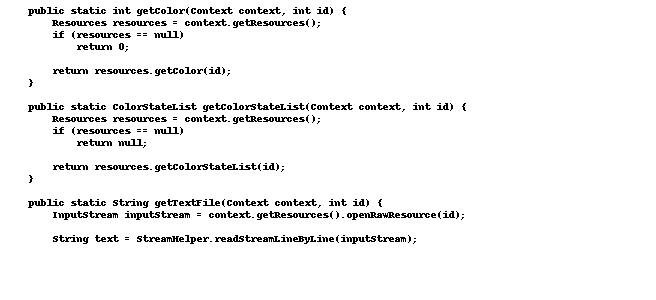 public static int getColor(Context context, int id) {
Resources resources = context.getResources();
if (resources == null)
return 0;
return resources.getColor(id);
}
public static ColorStateList getColorStateList(Context context, int id) {
Resources resources = context.getResources();
if (resources == null)
return null;
return resources.getColorStateList(id);
}
public static String getTextFile(Context context, int id) {
InputStream inputStream = context.getResources().openRawResource(id);
String text = StreamHelper.readStreamLineByLine(inputStream);